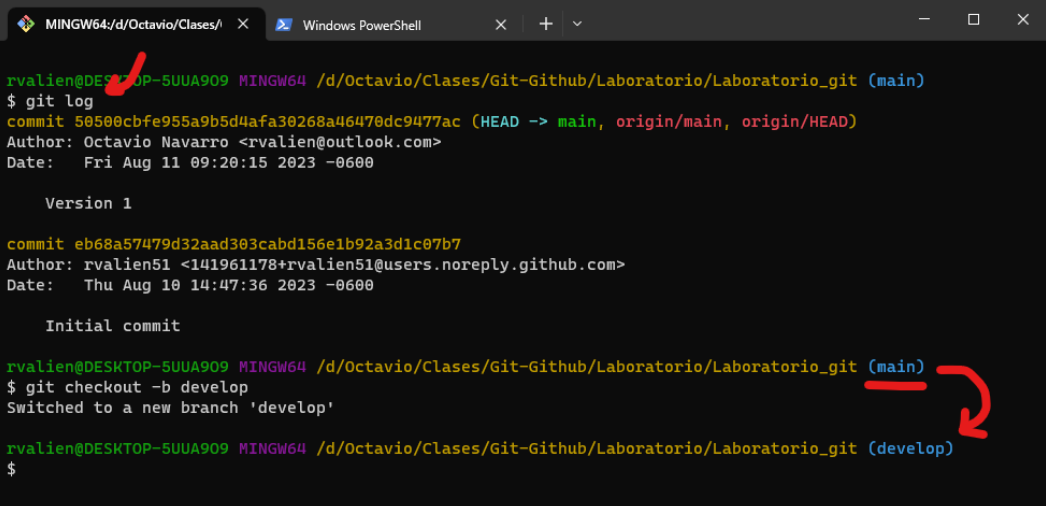 MINGW64:/d/Octavio/Clases/
Windows PowerShell
rvalien@DESKTOP-5UUA9O9 MINGW64 /d/Octavio/Clases/Git-Github/Laboratorio/Laboratorio_git (main)
$ git log
commit 50500cbfe955a9b5d4afa30268a46470dc9477ac (HEAD -> main, origin/main, origin/HEAD)
Author: Octavio Navarro <rvalien@outlook.com>
Date:   Fri Aug 11 09:20:15 2023 -0600
Version 1
commit eb68a57479d32aad303cabd156e1b92a3d1c07b7
Author: rvalien51 <141961178+rvalien51@users.noreply.github.com>
Date:   Thu Aug 10 14:47:36 2023 -0600
Initial commit
rvalien@DESKTOP-5UUA9O9 MINGW64 /d/Octavio/Clases/Git-Github/Laboratorio/Laboratorio_git (main)
$ git checkout -b develop
Switched to a new branch 'develop'
rvalien@DESKTOP-5UUA9O9 MINGW64 /d/Octavio/Clases/Git-Github/Laboratorio/Laboratorio_git (develop)
$